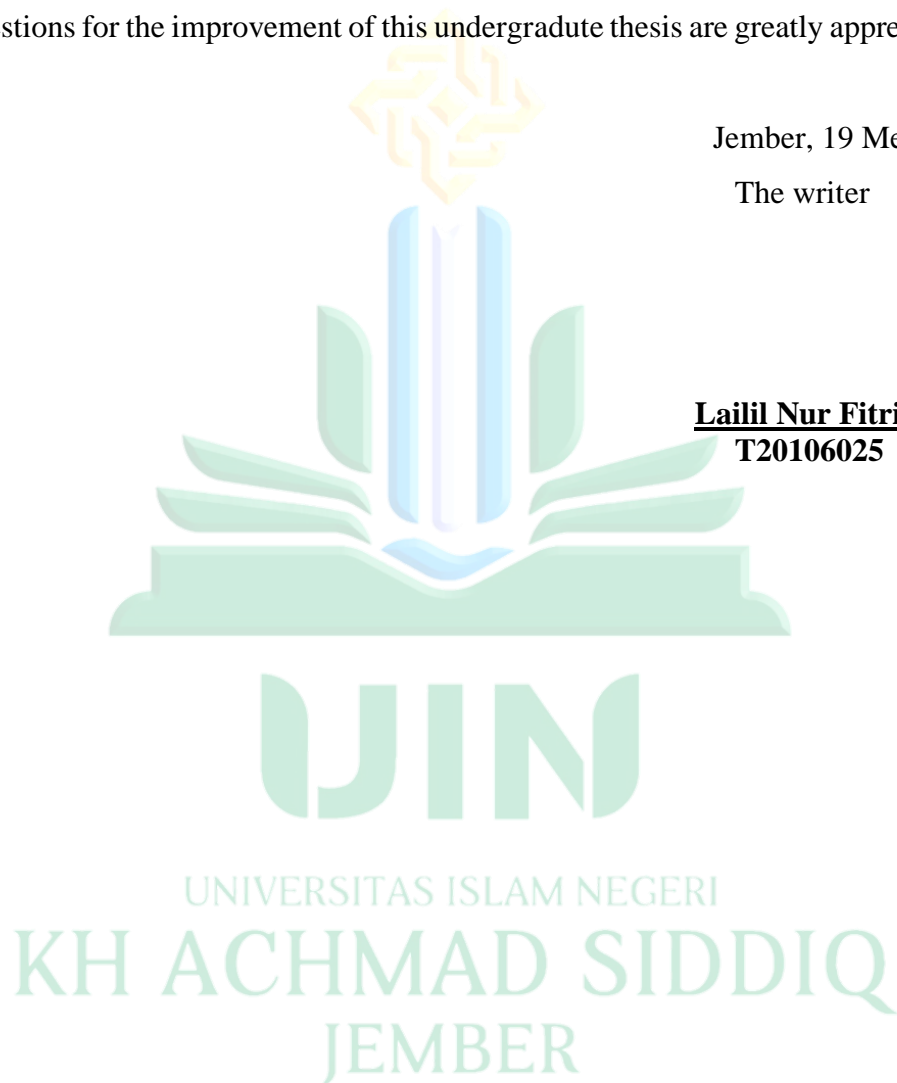 estions for the improvement of this undergradute thesis are greatly appre
Jember, 19 Me
The writer
Lailil Nur Fitri
T20106025
UIN
UNIVERSITAS ISLAM NEGERI
KH ACHMAD SIDDIQ
JEMBER